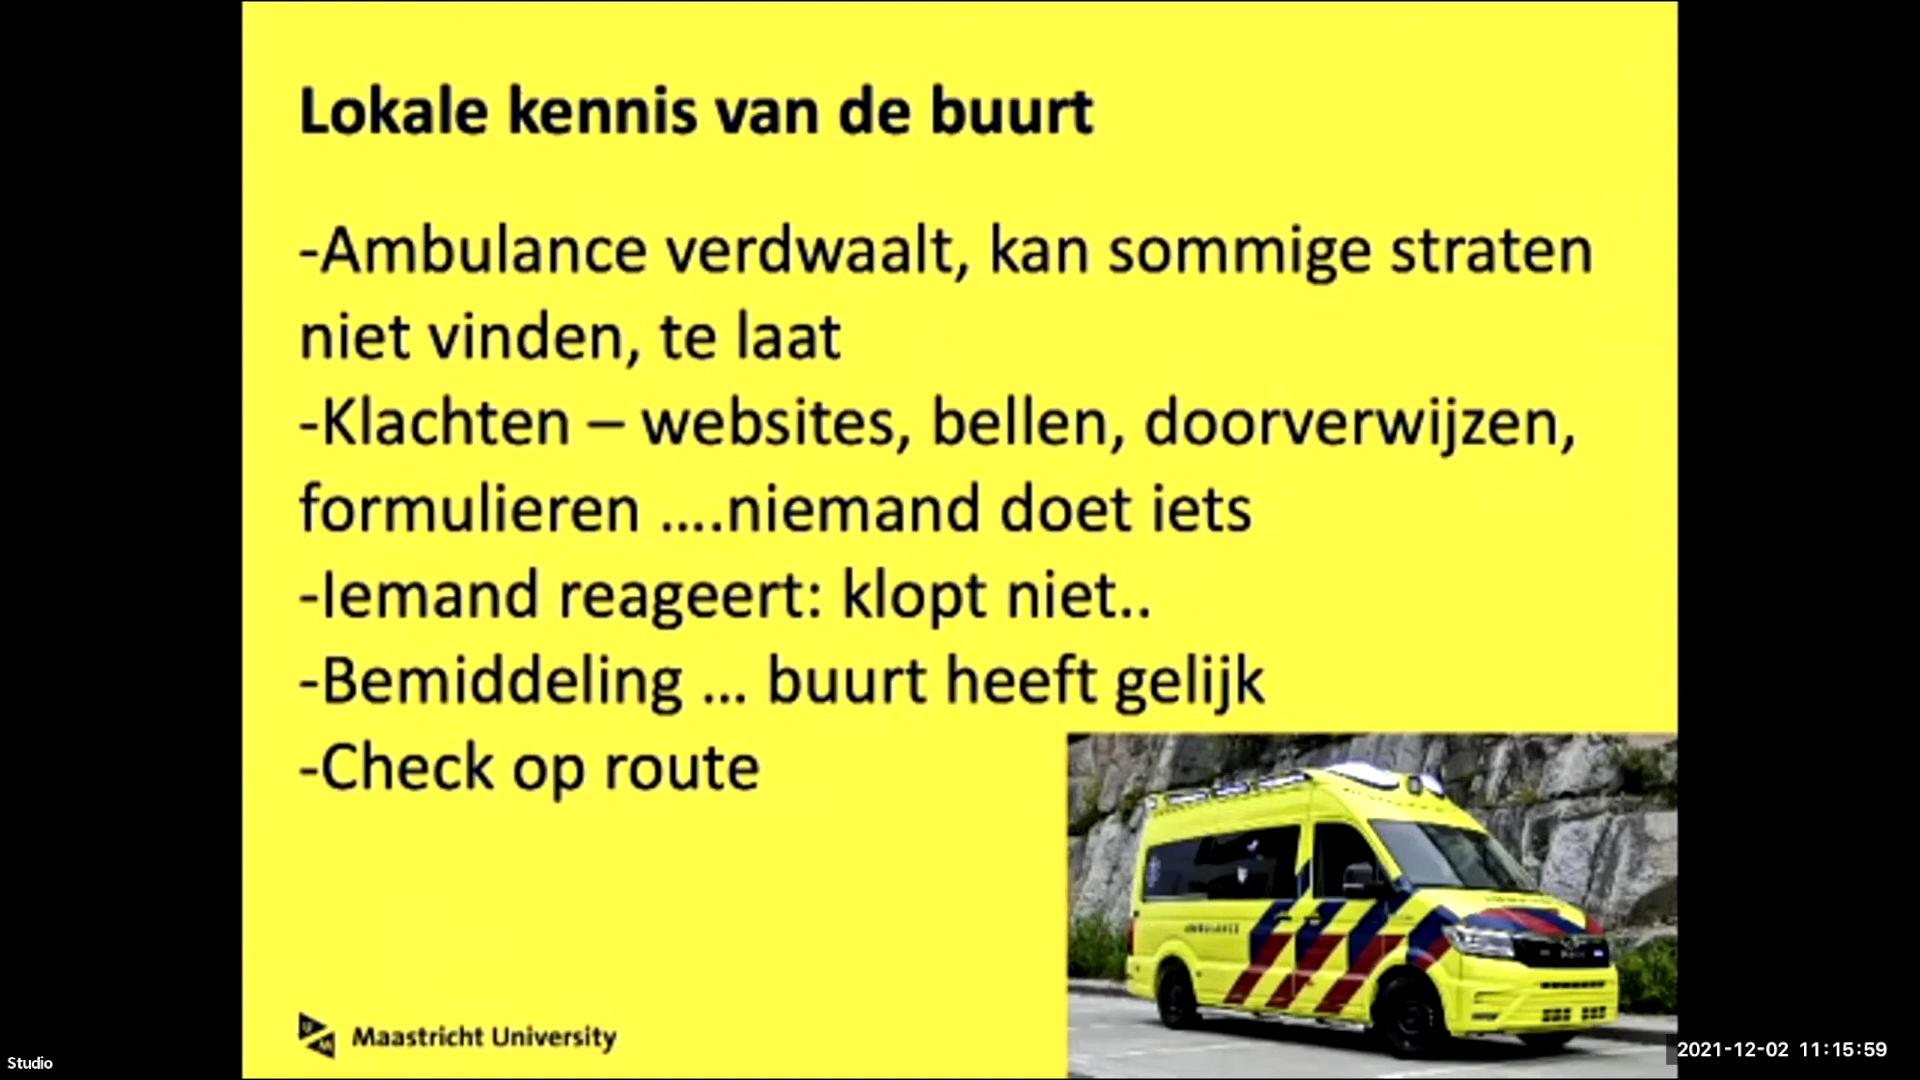 Lokale kennis van de buurt
-Ambulance verdwaalt, kan sommige straten
niet vinden, te laat
-Klachten – websites, bellen, doorverwijzen,
formulieren ....niemand doet iets
-Iemand reageert: klopt niet..
-Bemiddeling ... buurt heeft gelijk
-Check op route
AMBULANCE
Maastricht University
Studio
2021-12-02 11:15:59